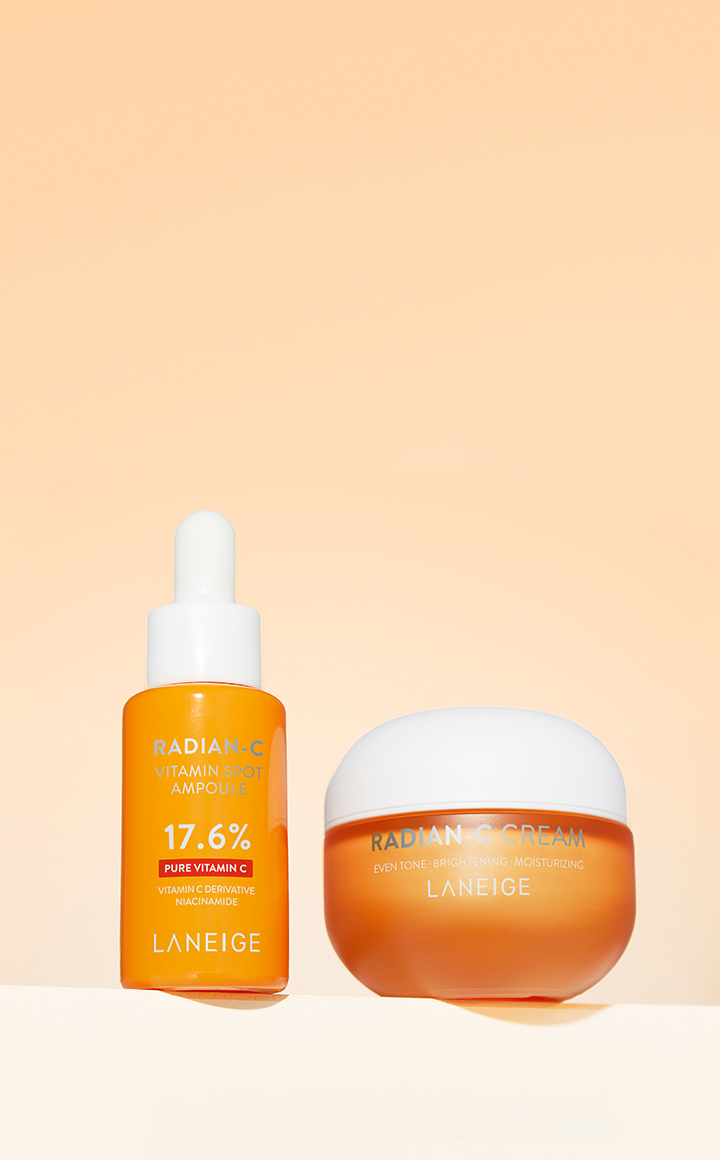 RADIAN-C
VITAMIN SPOT
AMPOULE
17.6%
PURE VITAMIN C
VITAMIN C DERIVATIVE
NIACINAMIDE
LANEIGE
RADIAN-C CREAM
EVEN TONE · BRIGHTENING · MOISTURIZING
LANEIGE